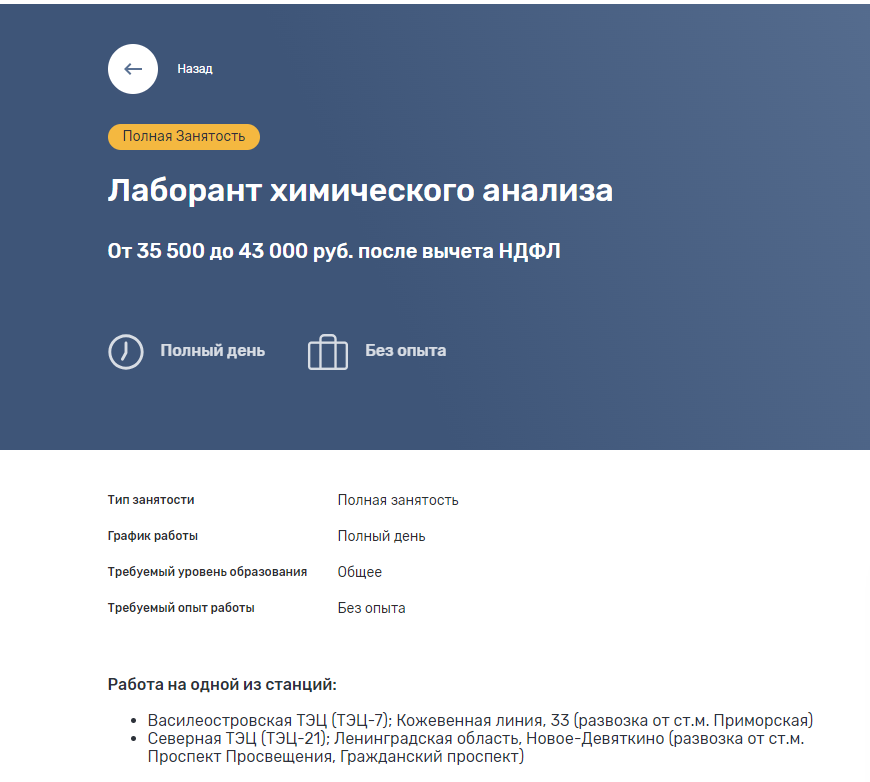 Назад
Полная Занятость
Лаборант химического анализа
От 35 500 до 43 000 руб. после вычета НДФЛ
Полный день
Без опыта
Тип занятости Полная занятость
График работы Полный день
Требуемый уровень образования Общее
Требуемый опыт работы Без опыта
Работа на одной из станций:
• Василеостровская ТЭЦ (ТЭЦ-7); Кожевенная линия, 33 (развозка от ст.м. Приморская)
• Северная ТЭЦ (ТЭЦ-21); Ленинградская область, Новое-Девяткино (развозка от ст.м.
Проспект Просвещения, Гражданский проспект)